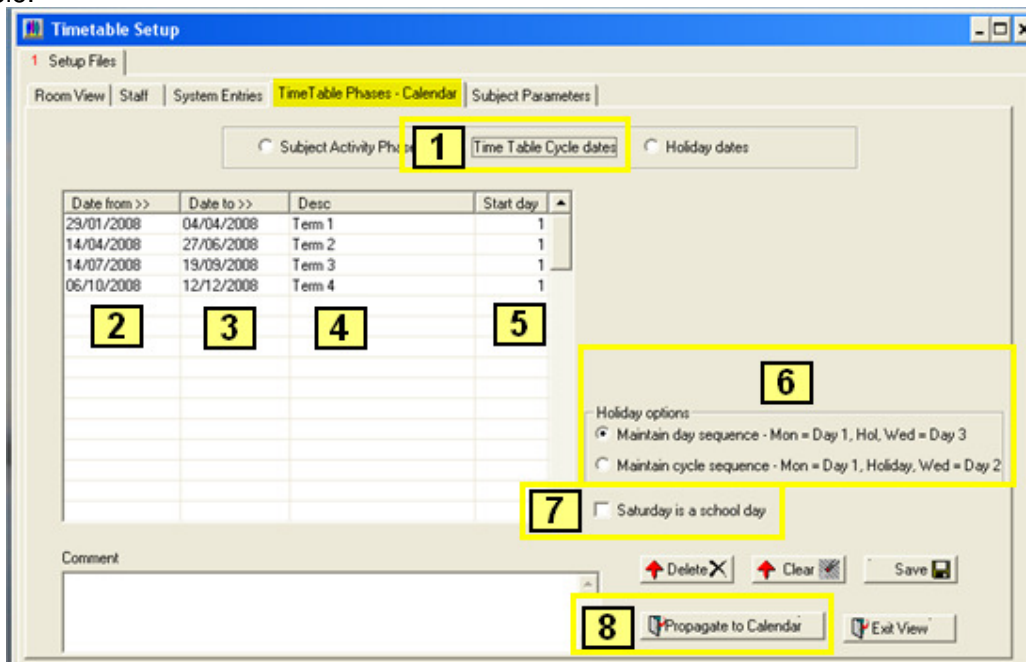 Timetable Setup
1 Setup Files
Room View Staff System Entries TimeTable Phases - Calendar Subject Parameters
Subject Activity 1 Time Table Cycle dates Holiday dates
Date from >> Date to >> Desc Start day
29/01/2008 04/04/2008 Term 1 1
14/04/2008 27/06/2008 Term 2 1
14/07/2008 19/09/2008 Term 3 1
06/10/2008 12/12/2008 Term 4 1
2 3 4 5
6
Holiday options
Maintain day sequence - Mon = Day 1, Hol, Wed = Day 3
Maintain cycle sequence - Mon = Day 1, Holiday, Wed = Day 2
7 Saturday is a school day
Comment
Delete Clear Save
8 Propagate to Calendar Exit View